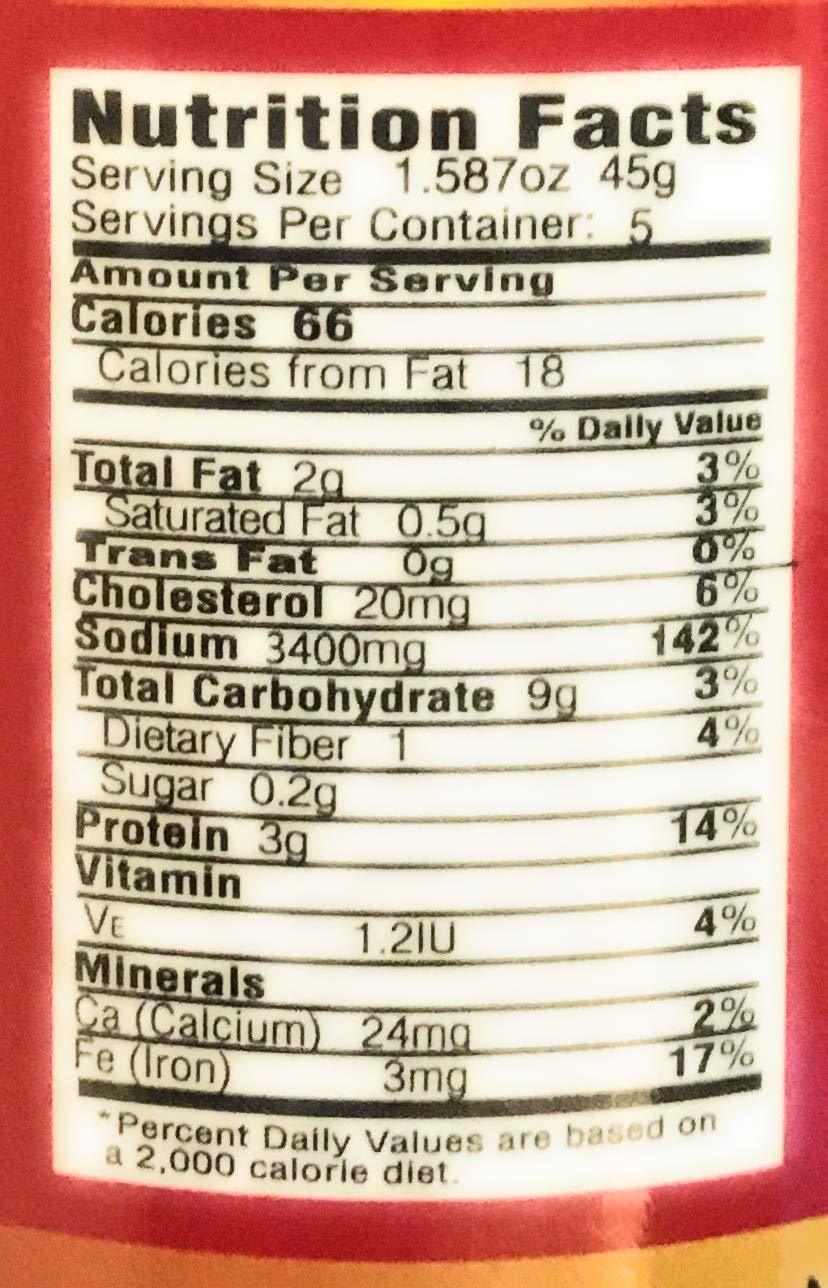 Nutrition Facts
Serving Size 1.587oz 45g
Servings Per Container: 5
Amount Per Serving
Calories 66
Calories from Fat 18
% Daily Value
Total Fat 2g 3%
Saturated Fat 0.5g 3%
Trans Fat 0g 0%
Cholesterol 20mg 6%
Sodium 3400mg 142%
Total Carbohydrate 9g 3%
Dietary Fiber 1 4%
Sugar 0.2g
Protein 3g 14%
Vitamin
VE 1.2IU 4%
Minerals
Ca (Calcium) 24mg 2%
Fe (Iron) 3mg 17%
*Percent Daily Values are based on
a 2,000 calorie diet.